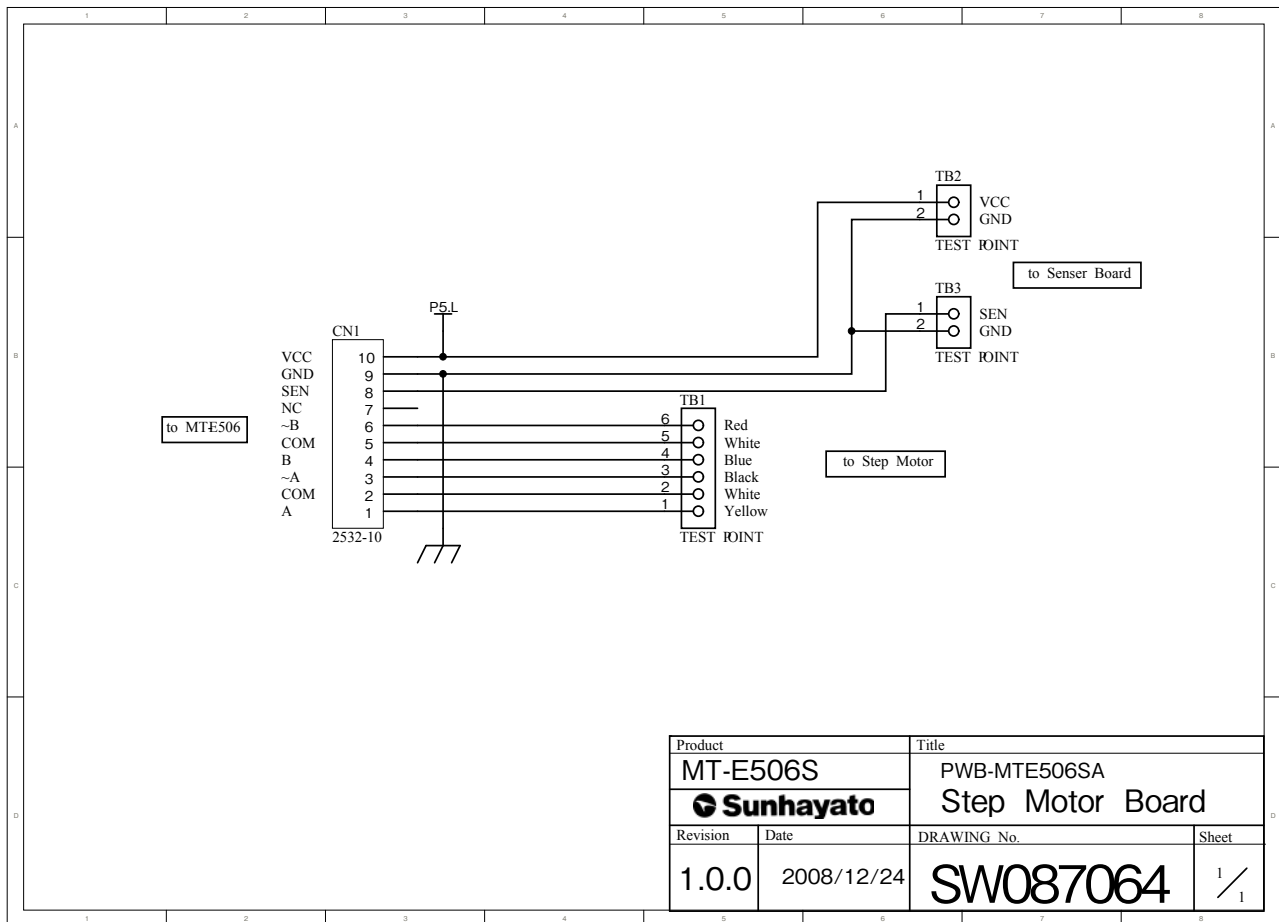 1 2 3 4 5 6 7 8
A A
TB2
1 VCC
2 GND
TEST POINT
to Senser Board
TB3
1 SEN
2 GND
TEST POINT
P5.L
CN1
B B
VCC 10
GND 9
SEN 8
NC 7
~B 6
COM 5
B 4
~A 3
COM 2
A 1
2532-10
to MT-E506
TB1
6 Red
5 White
4 Blue
3 Black
2 White
1 Yellow
TEST POINT
to Step Motor
C C
D D
Product
MT-E506S
Sunhayato
Title
PWB-MTE506SA
Step Motor Board
Revision
1.0.0
Date
2008/12/24
DRAWING No.
SW087064
Sheet
1/1
1 2 3 4 5 6 7 8